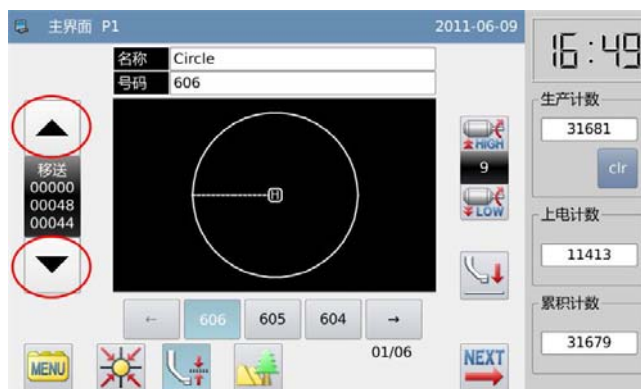 主界面 P1
2011-06-09
16:49
名称 Circle
号码 606
移送
00000
00048
00044
H
HIGH
9
LOW
← 606 605 604 →
01/06
MENU
NEXT
生产计数
31681
clr
上电计数
11413
累积计数
31679